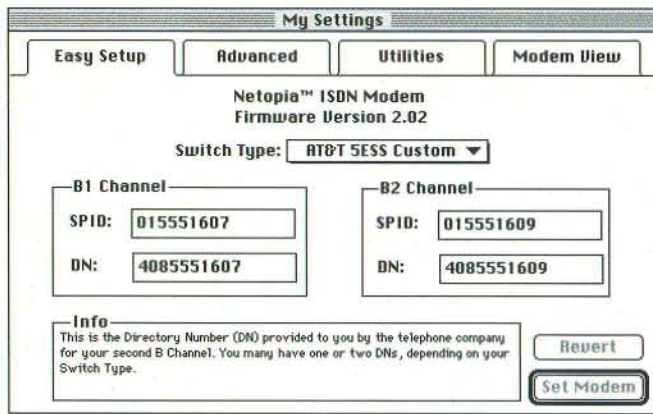 My Settings
Easy Setup
Advanced
Utilities
Modem View
Netopia™ ISDN Modem
Firmware Version 2.02
Switch Type: AT&T 5ESS Custom
B1 Channel
SPID: 015551607
DN: 4085551607
B2 Channel
SPID: 015551609
DN: 4085551609
Info
This is the Directory Number (DN) provided to you by the telephone company
for your second B Channel. You many have one or two DNs, depending on your
Switch Type.
Revert
Set Modem